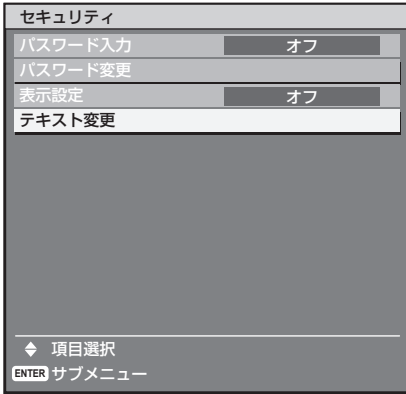 セキュリティ
パスワード入力 オフ
パスワード変更
表示設定 オフ
テキスト変更
項目選択
ENTER サブメニュー